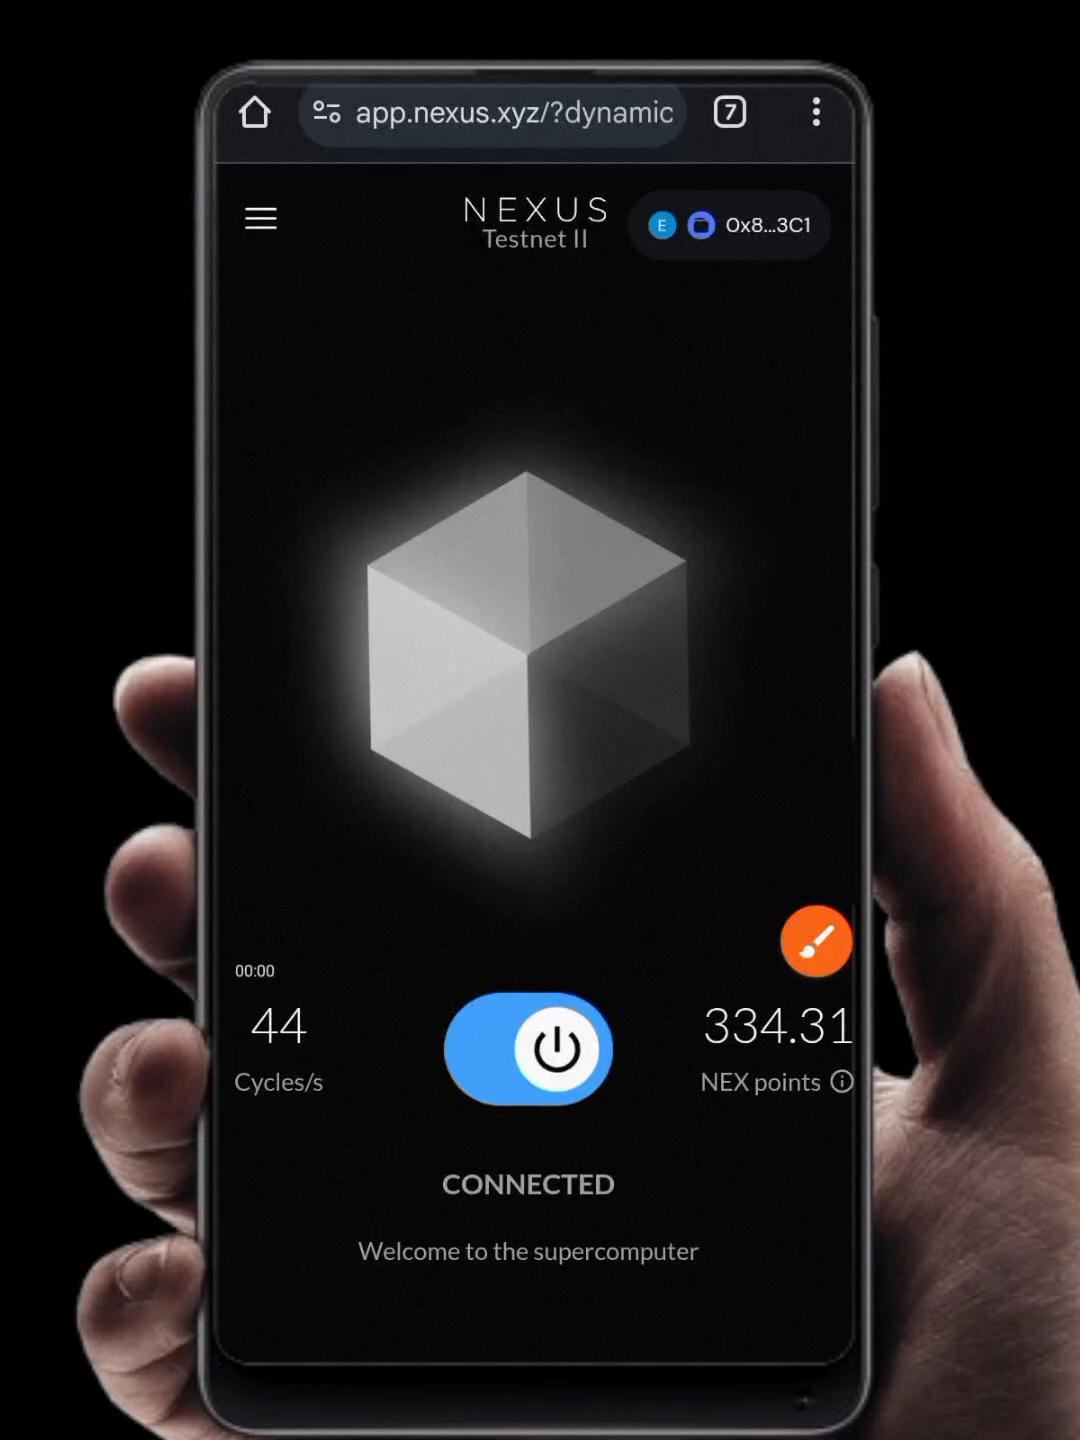 app.nexus.xyz/?dynamic
7
NEXUS
Testnet II
E
0x8...3C1
00:00
44
334.31
Cycles/s
NEX points
CONNECTED
Welcome to the supercomputer